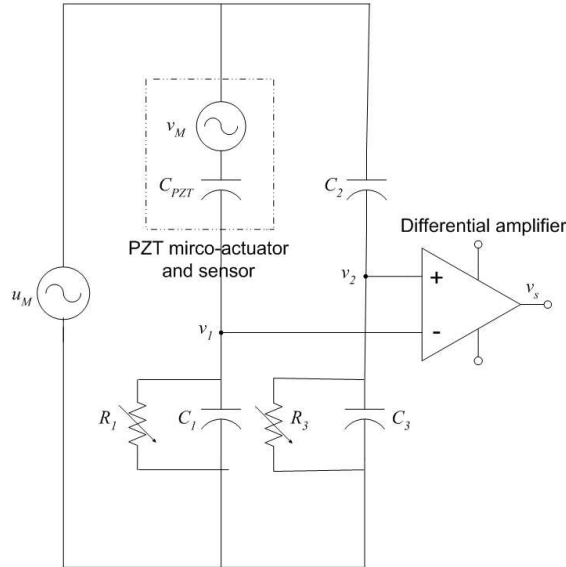 v_M
C_PZT
C_2
PZT mirco-actuator
and sensor
Differential amplifier
u_M
v_2
+
v_s
v_1
-
R_1
C_1
R_3
C_3